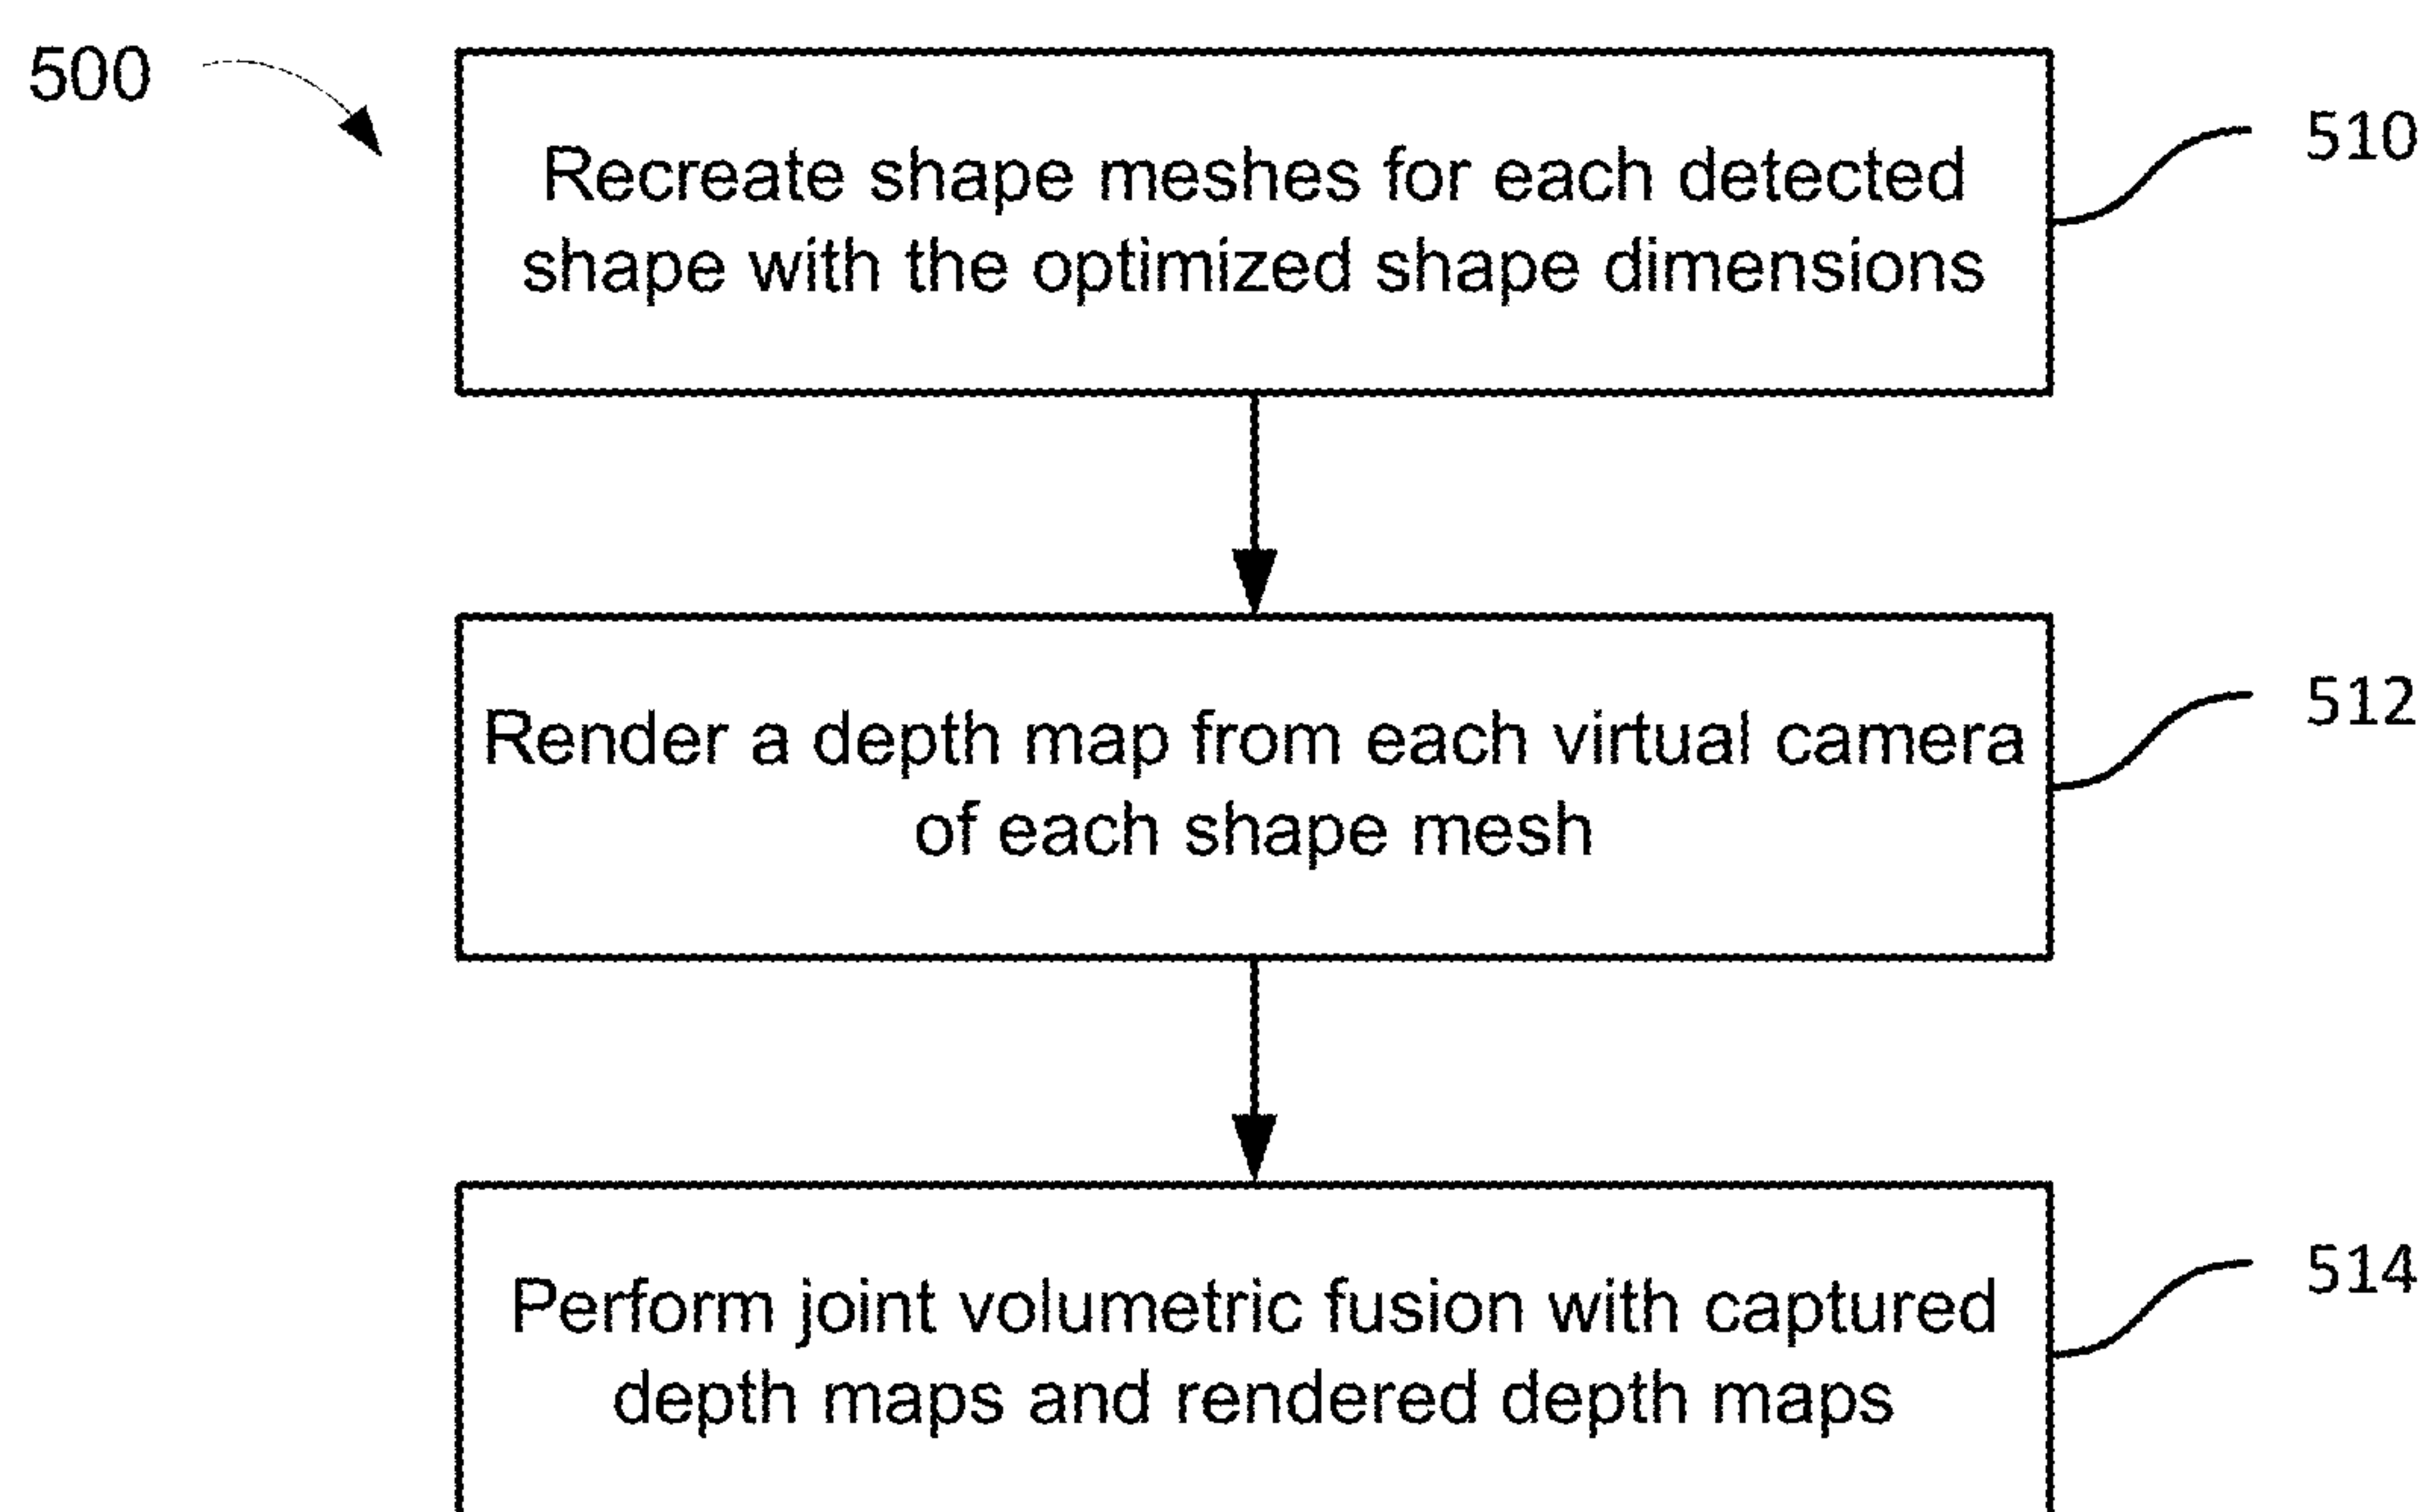 500
Recreate shape meshes for each detected
shape with the optimized shape dimensions
510
Render a depth map from each virtual camera
of each shape mesh
512
Perform joint volumetric fusion with captured
depth maps and rendered depth maps
514